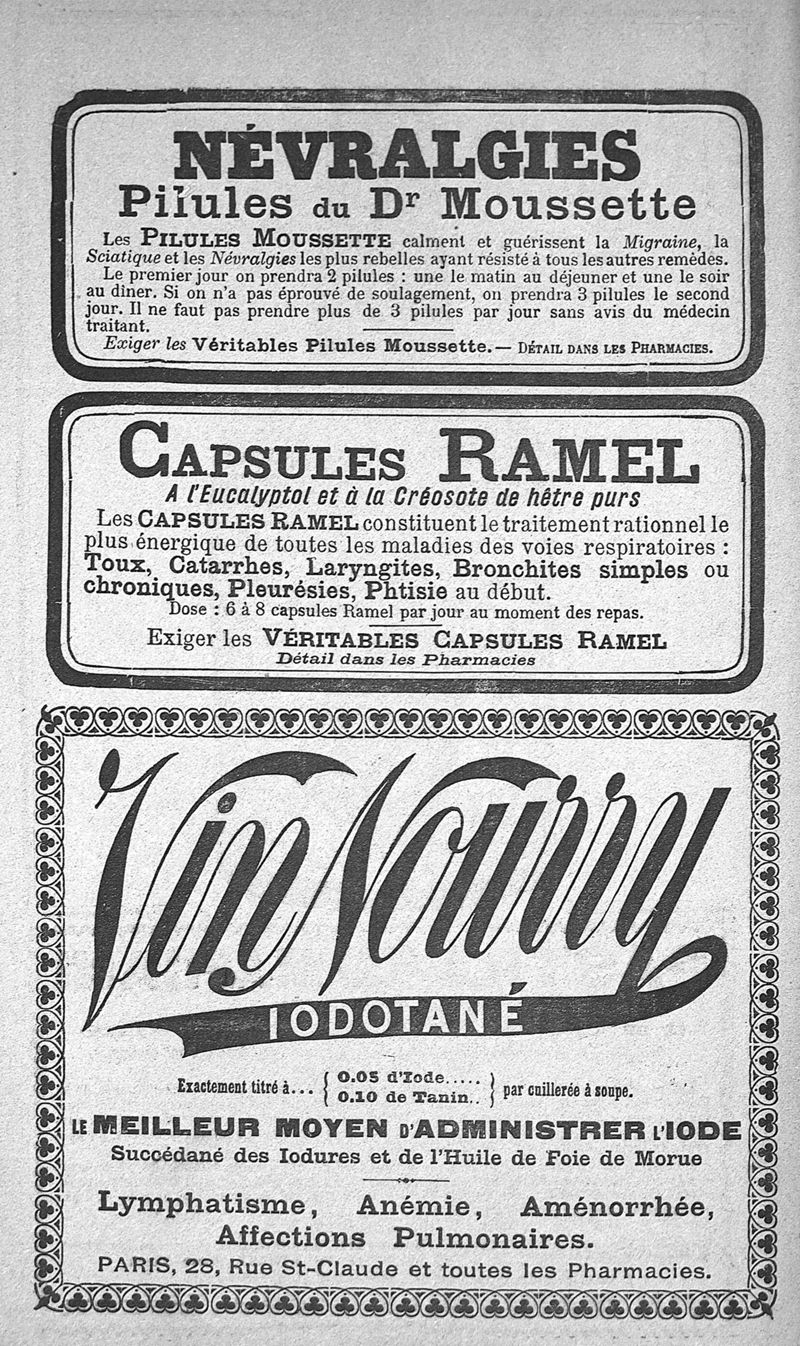 NÉVRALGIES
Pilules du Dr Moussette
Les PILULES MOUSSETTE calment et guérissent la Migraine, la
Sciatique et les Névralgies les plus rebelles ayant résisté à tous les autres remèdes.
Le premier jour on prendra 2 pilules : une le matin au déjeuner et une le soir
au dîner. Si on n'a pas éprouvé de soulagement, on prendra 3 pilules le second
jour. Il ne faut pas prendre plus de 3 pilules par jour sans avis du médecin
traitant.
Exiger les Véritables Pilules Moussette. — DÉTAIL DANS LES PHARMACIES.
CAPSULES RAMEL
A l'Eucalyptol et à la Créosote de hêtre purs
Les CAPSULES RAMEL constituent le traitement rationnel le
plus énergique de toutes les maladies des voies respiratoires :
Toux, Catarrhes, Laryngites, Bronchites simples ou
chroniques, Pleurésies, Phtisie au début.
Dose : 6 à 8 capsules Ramel par jour au moment des repas.
Exiger les VÉRITABLES CAPSULES RAMEL
Détail dans les Pharmacies
Vin Nourry
IODOTANÉ
Exactement titré à... { 0.05 d'Iode..... } par cuillerée à soupe.
{ 0.10 de Tanin.. }
LE MEILLEUR MOYEN D'ADMINISTRER L'IODE
Succédané des Iodures et de l'Huile de Foie de Morue
Lymphatisme, Anémie, Aménorrhée,
Affections Pulmonaires.
PARIS, 28, Rue St-Claude et toutes les Pharmacies.